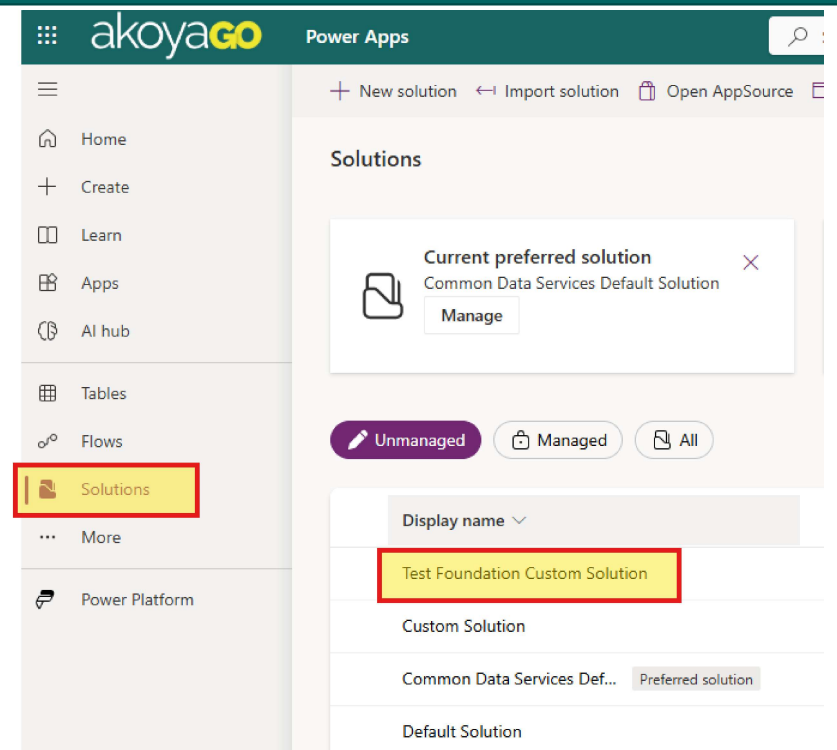 akoyaGO Power Apps
New solution Import solution Open AppSource
Home
Create
Learn
Apps
AI hub
Tables
Flows
Solutions
More
Power Platform
Solutions
Current preferred solution
Common Data Services Default Solution
Manage
Unmanaged Managed All
Display name
Test Foundation Custom Solution
Custom Solution
Common Data Services Def... Preferred solution
Default Solution